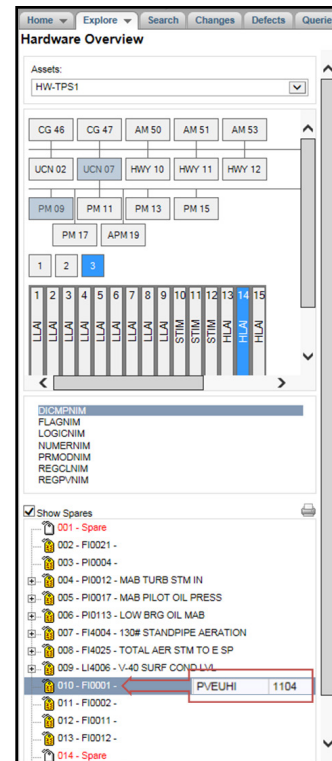 Home Explore Search Changes Defects Querie
Hardware Overview
Assets:
HW-TPS1
CG 46 CG 47 AM 50 AM 51 AM 53
UCN 02 UCN 07 HWY 10 HWY 11 HWY 12
PM 09 PM 11 PM 13 PM 15
PM 17 APM 19
1 2 3
1 2 3 4 5 6 7 8 9 10 11 12 13 14 15
LLAI LLAI LLAI LLAI LLAI LLAI LLAI LLAI LLAI STIM STIM STIM HLAI HLAI
DICMPNIM
FLAGNIM
LOGICNIM
NUMERNIM
PRMODNIM
REGCLNIM
REGPVNIM
Show Spares
001 - Spare
002 - FI0021 -
003 - PI0004 -
004 - PI0012 - MAB TURB STM IN
005 - PI0017 - MAB PILOT OIL PRESS
006 - PI0113 - LOW BRG OIL MAB
007 - FI4004 - 130# STANDPIPE AERATION
008 - FI4025 - TOTAL AER STM TO E SP
009 - LI4006 - V-40 SURF COND LVL
010 - FI0001 - PVEUHI 1104
011 - FI0002 -
012 - FI0011 -
013 - FI0012 -
014 - Spare